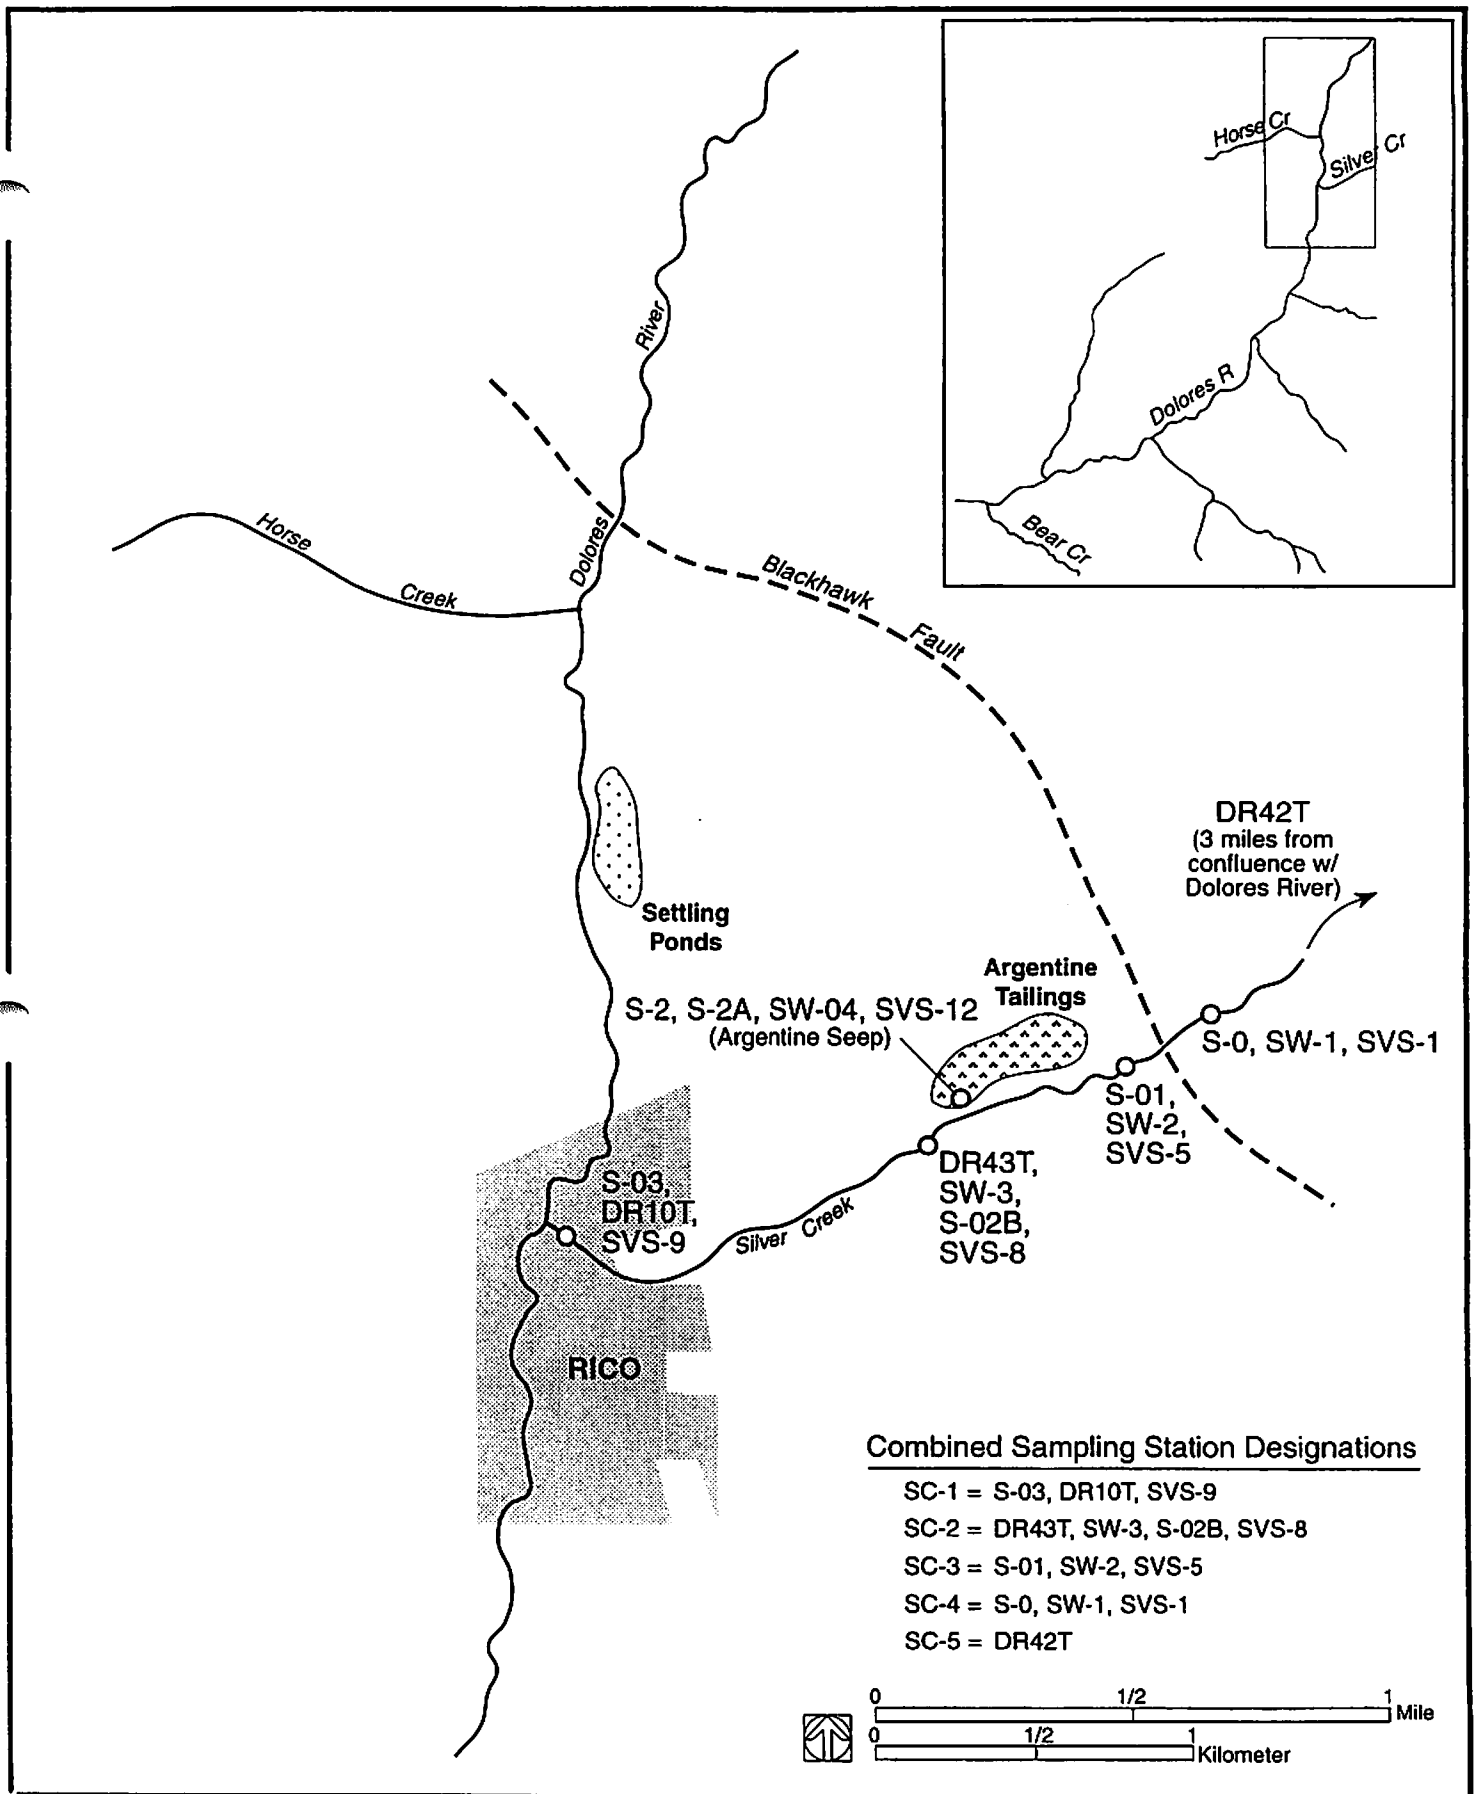 Horse Cr
Silver Cr
Dolores R
Bear Cr
River
Dolores
Horse
Creek
Blackhawk
Fault
DR42T
(3 miles from
confluence w/
Dolores River)
Settling
Ponds
Argentine
Tailings
S-2, S-2A, SW-04, SVS-12
(Argentine Seep)
S-0, SW-1, SVS-1
S-01,
SW-2,
SVS-5
DR43T,
SW-3,
S-02B,
SVS-8
S-03,
DR10T,
SVS-9
Silver Creek
RICO
Combined Sampling Station Designations
SC-1 = S-03, DR10T, SVS-9
SC-2 = DR43T, SW-3, S-02B, SVS-8
SC-3 = S-01, SW-2, SVS-5
SC-4 = S-0, SW-1, SVS-1
SC-5 = DR42T
0 1/2 1
Mile
0 1/2 1
Kilometer